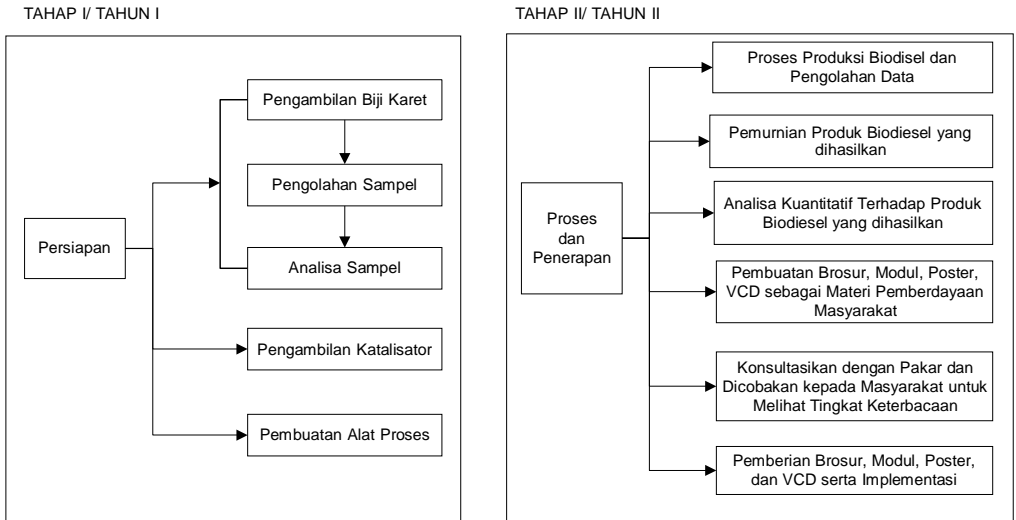 TAHAP I/ TAHUN I
Persiapan
Pengambilan Biji Karet
Pengolahan Sampel
Analisa Sampel
Pengambilan Katalisator
Pembuatan Alat Proses
TAHAP II/ TAHUN II
Proses
dan
Penerapan
Proses Produksi Biodisel dan
Pengolahan Data
Pemurnian Produk Biodiesel yang
dihasilkan
Analisa Kuantitatif Terhadap Produk
Biodiesel yang dihasilkan
Pembuatan Brosur, Modul, Poster,
VCD sebagai Materi Pemberdayaan
Masyarakat
Konsultasikan dengan Pakar dan
Dicobakan kepada Masyarakat untuk
Melihat Tingkat Keterbacaan
Pemberian Brosur, Modul, Poster,
dan VCD serta Implementasi